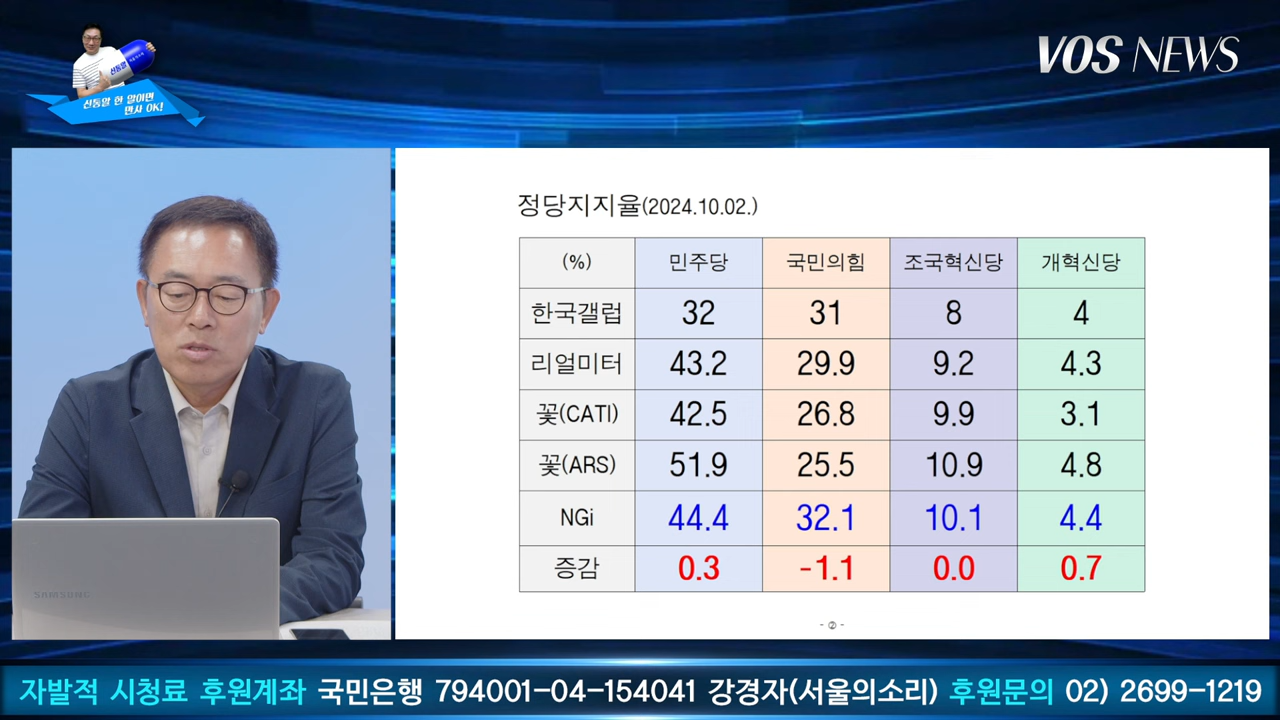 VOS NEWS
신통알
신통알 한 알이면
만사 OK!
정당지지율(2024.10.02.)
(%) 민주당 국민의힘 조국혁신당 개혁신당
한국갤럽 32 31 8 4
리얼미터 43.2 29.9 9.2 4.3
꽃(CATI) 42.5 26.8 9.9 3.1
꽃(ARS) 51.9 25.5 10.9 4.8
NGi 44.4 32.1 10.1 4.4
증감 0.3 -1.1 0.0 0.7
- ② -
SAMSUNG
자발적 시청료 후원계좌 국민은행 794001-04-154041 강경자(서울의소리) 후원문의 02) 2699-1219